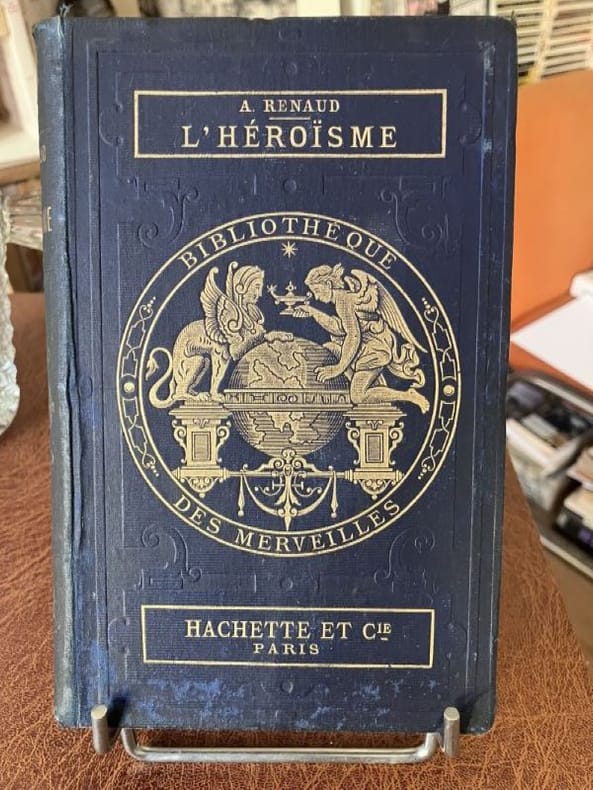 A. RENAUD
L'HÉROÏSME
BIBLIOTHÈQUE
DES MERVEILLES
HACHETTE ET CIE
PARIS